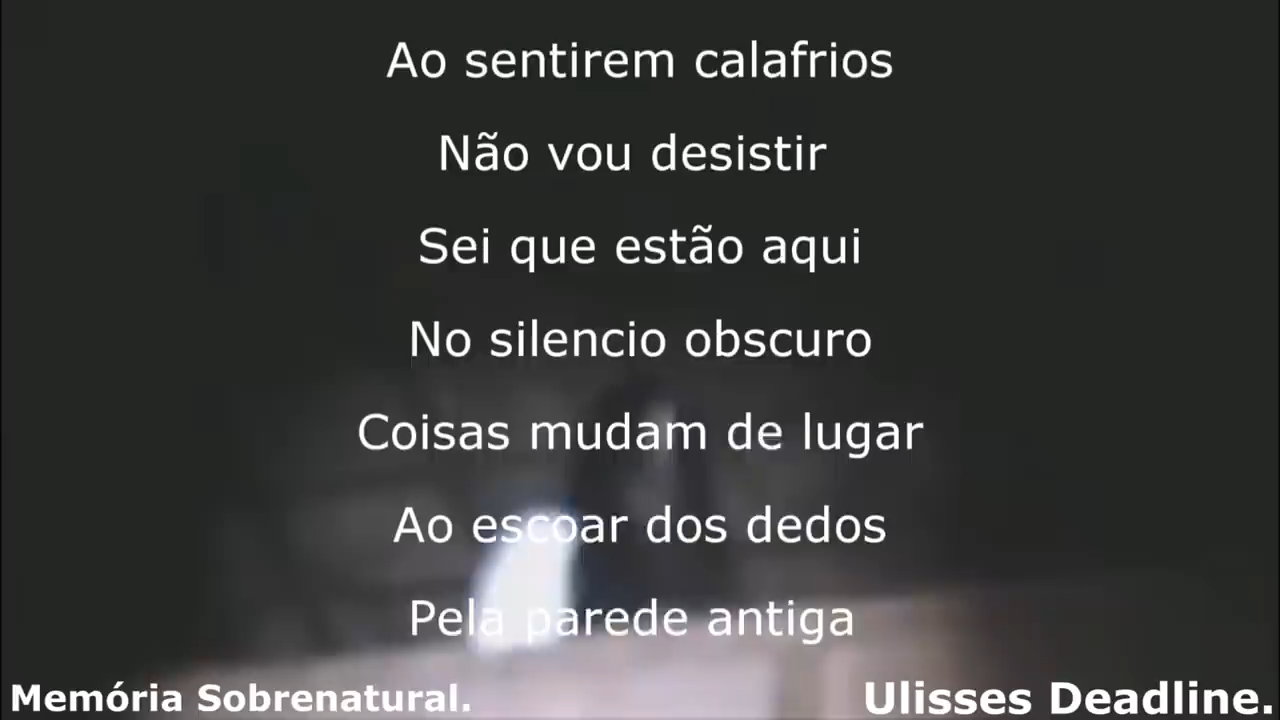 Ao sentirem calafrios
Não vou desistir
Sei que estão aqui
No silencio obscuro
Coisas mudam de lugar
Ao escoar dos dedos
Pela parede antiga
Memória Sobrenatural.
Ulisses Deadline.